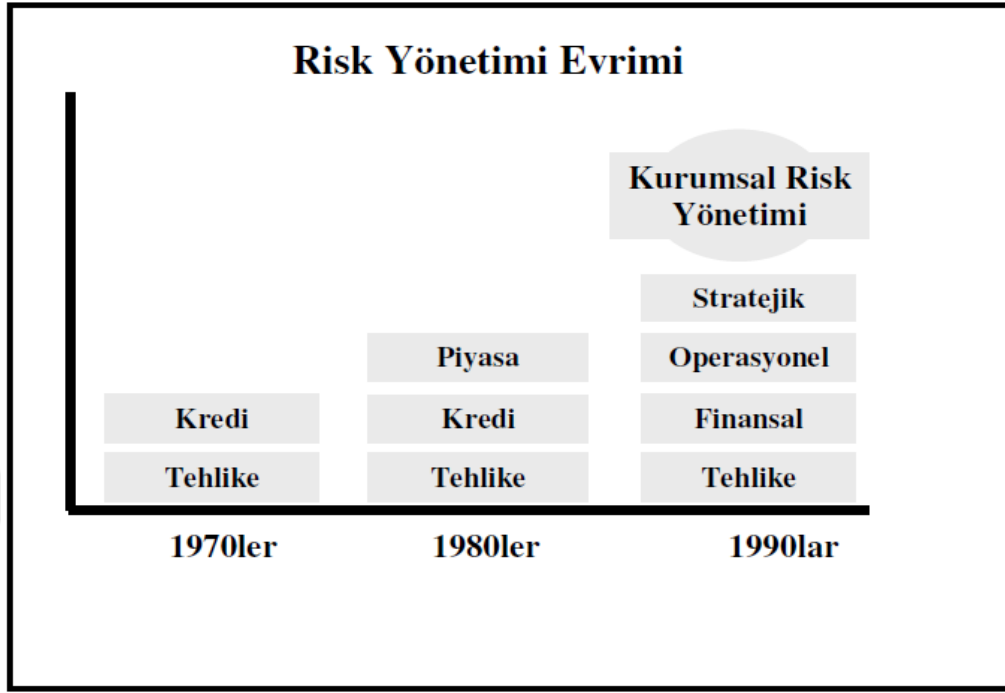 Risk Yönetimi Evrimi
Kurumsal Risk
Yönetimi
Stratejik
Piyasa
Operasyonel
Kredi
Kredi
Finansal
Tehlike
Tehlike
Tehlike
1970ler
1980ler
1990lar